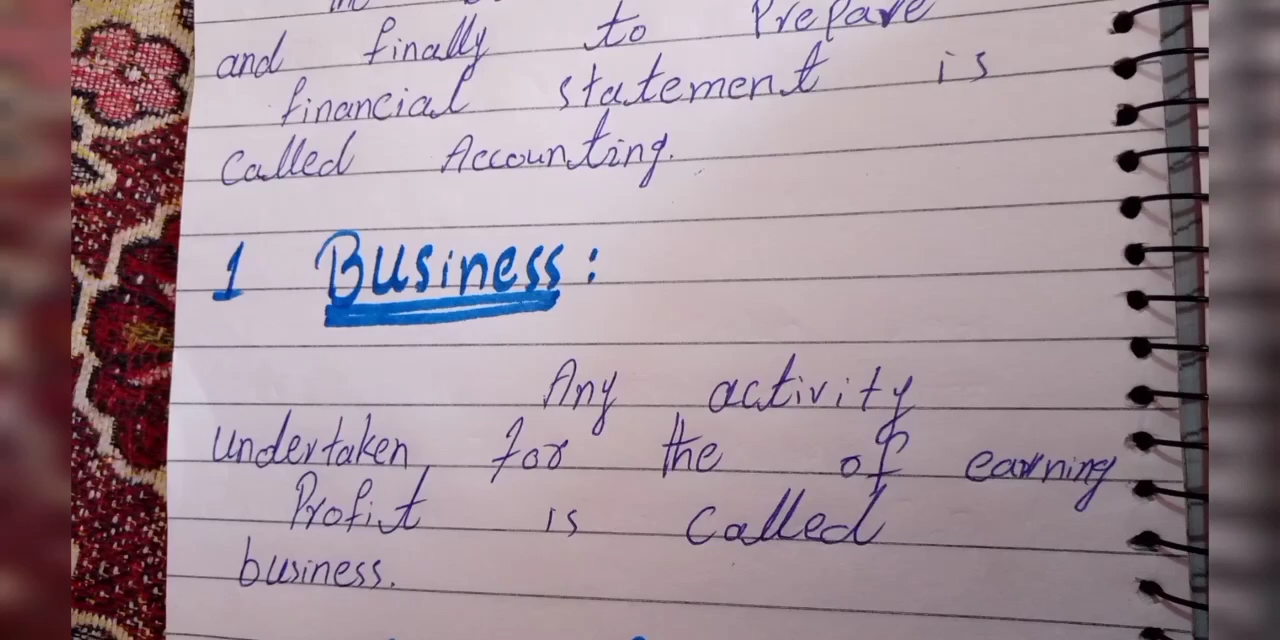 and finally to Prepare
financial statement is
Called Accounting.
1 Business:
Any activity
undertaken, for the of earning
Profit is Called
business.